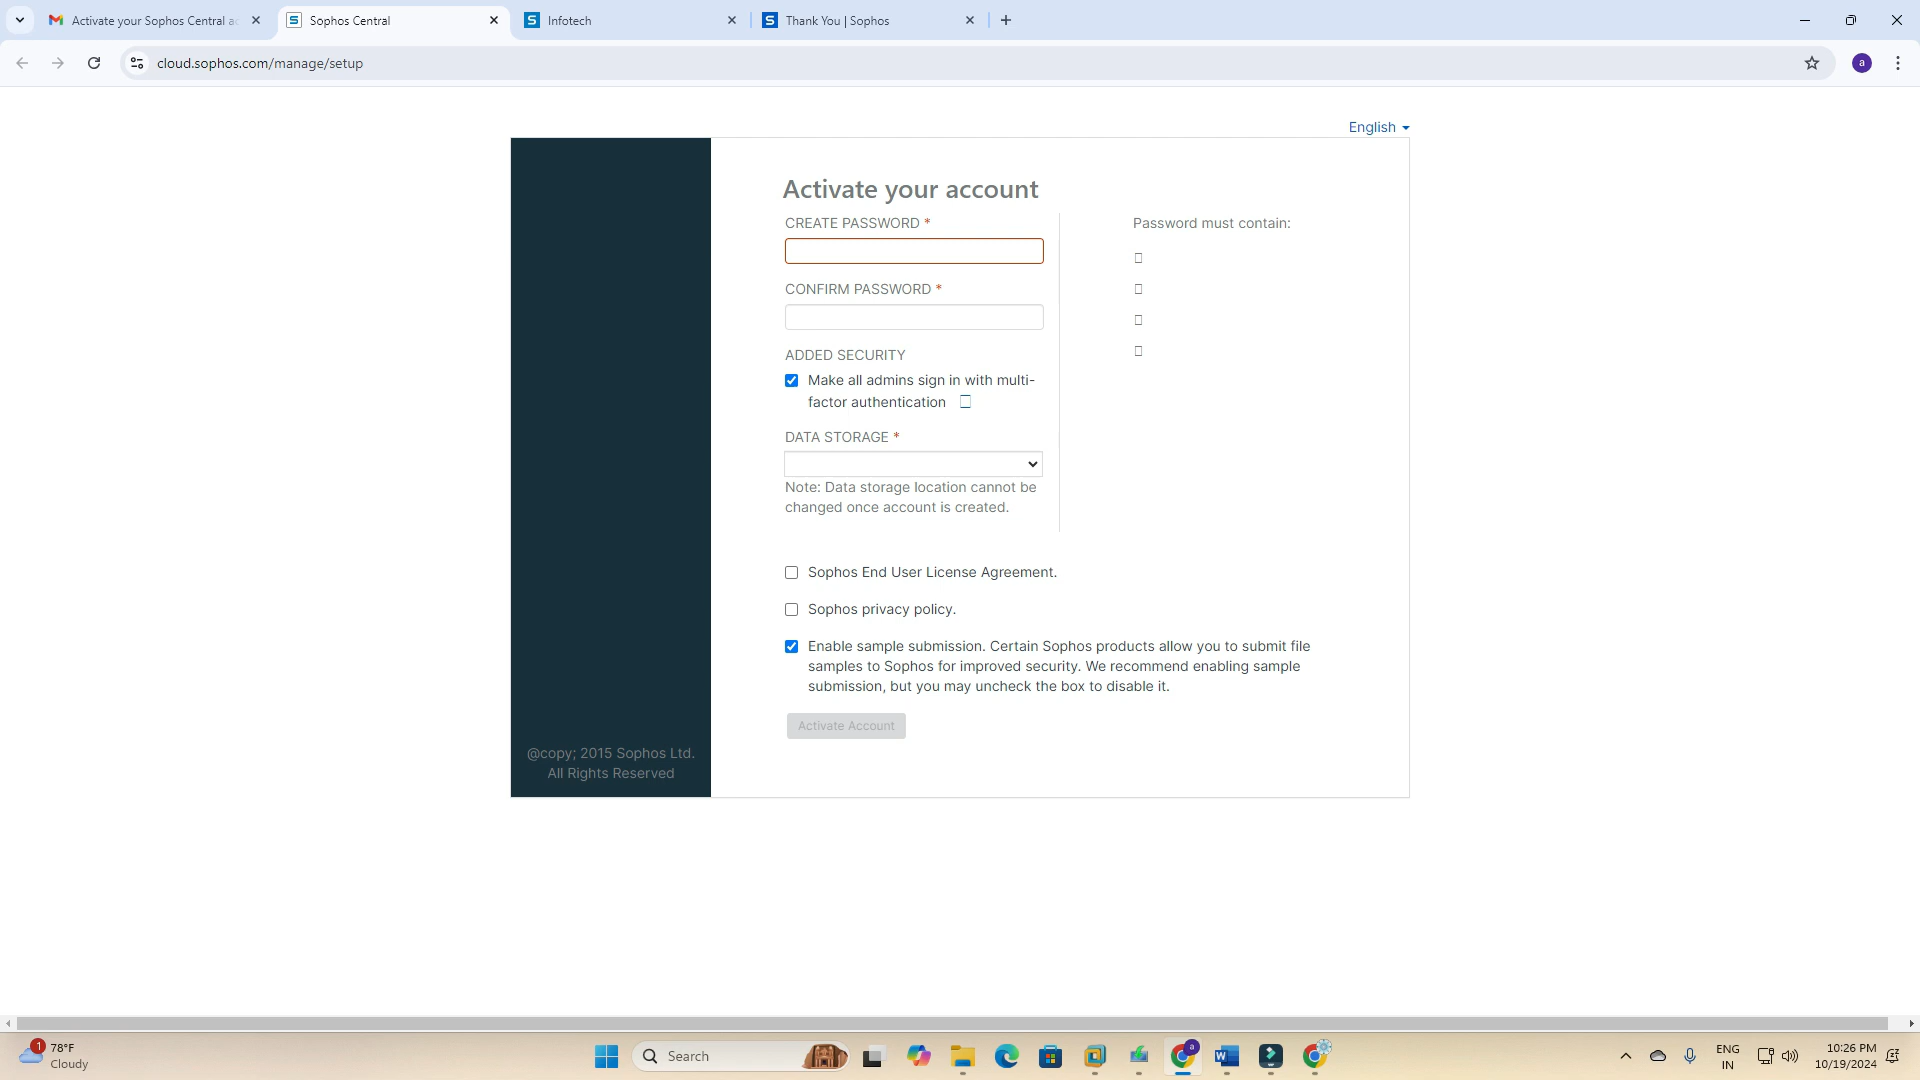 Activate your Sophos Central ac
Sophos Central
Infotech
Thank You | Sophos
cloud.sophos.com/manage/setup
a
English
Activate your account
CREATE PASSWORD *
Password must contain:
CONFIRM PASSWORD *
ADDED SECURITY
Make all admins sign in with multi-
factor authentication
DATA STORAGE *
Note: Data storage location cannot be
changed once account is created.
Sophos End User License Agreement.
Sophos privacy policy.
Enable sample submission. Certain Sophos products allow you to submit file
samples to Sophos for improved security. We recommend enabling sample
submission, but you may uncheck the box to disable it.
Activate Account
@copy; 2015 Sophos Ltd.
All Rights Reserved
1
78°F
Cloudy
Search
a
ENG
IN
10:26 PM
10/19/2024